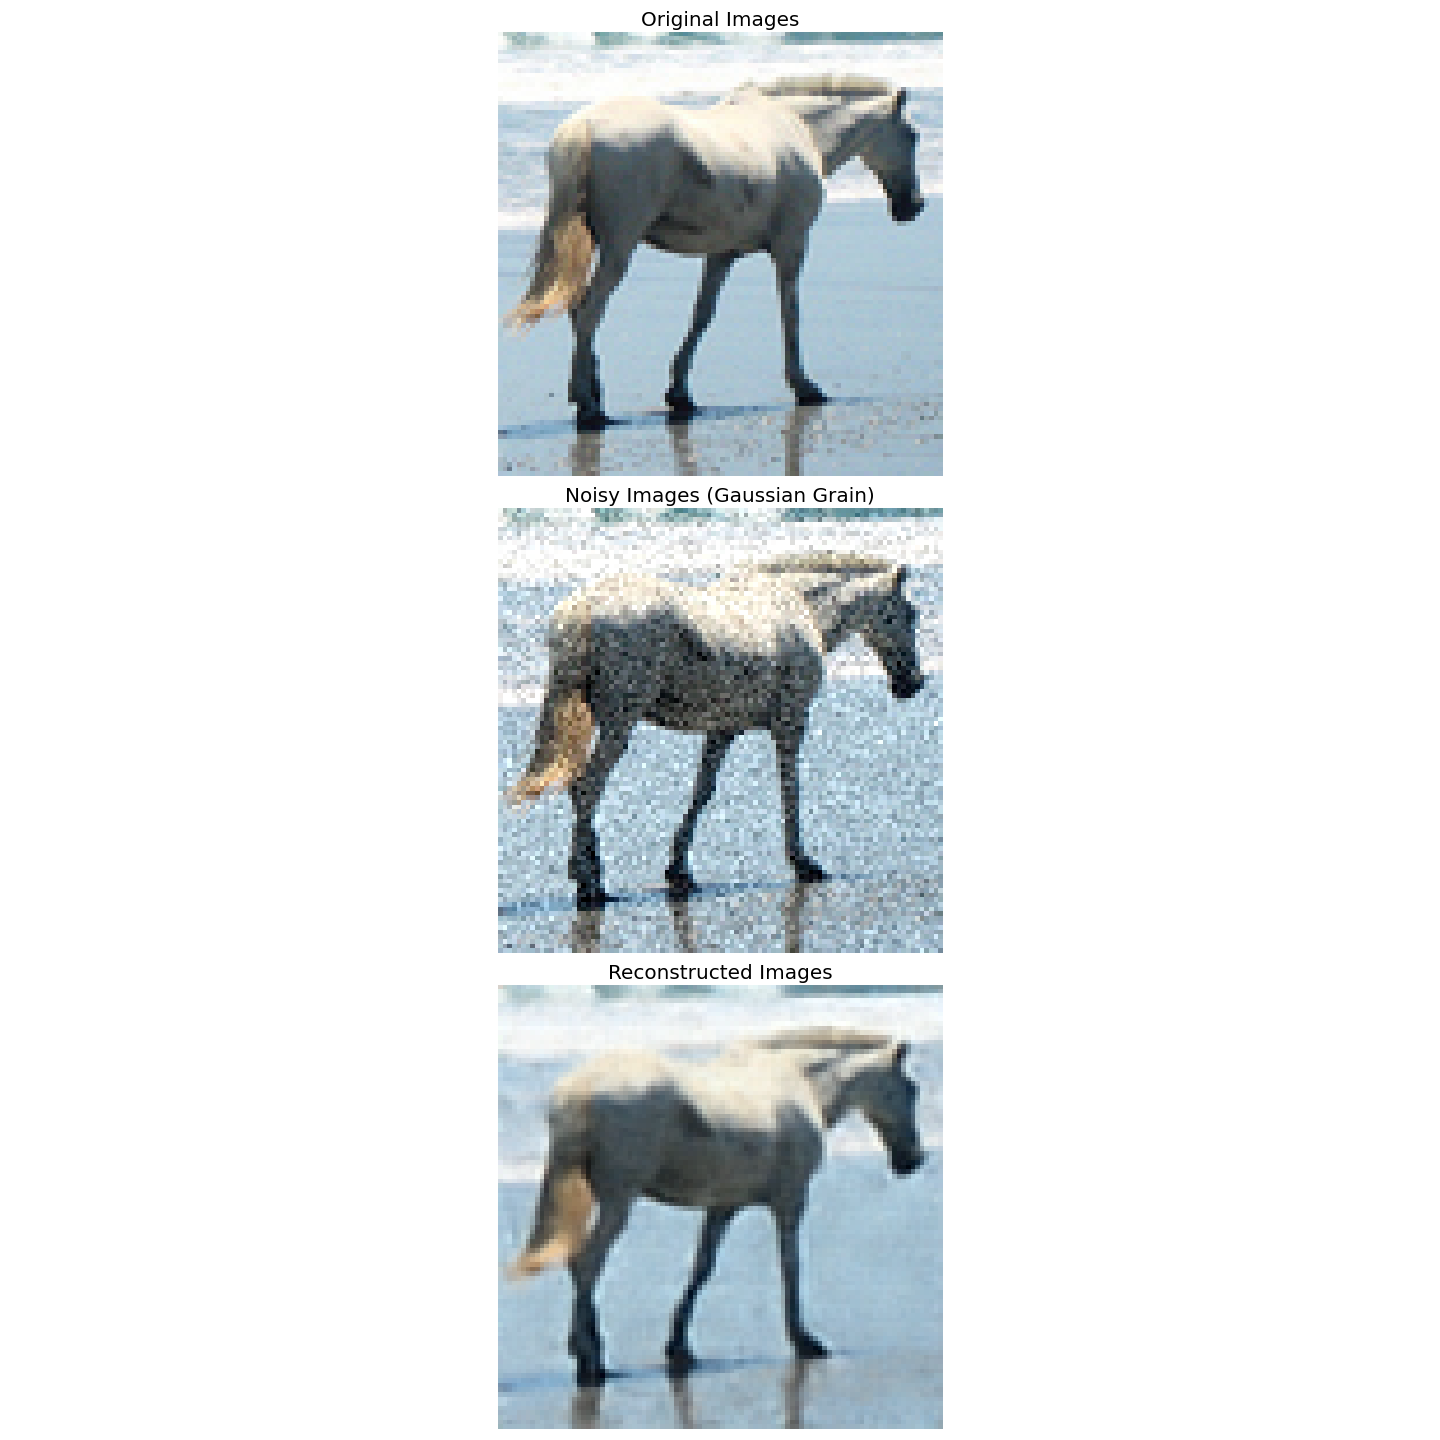 Original Images
Noisy Images (Gaussian Grain)
Reconstructed Images